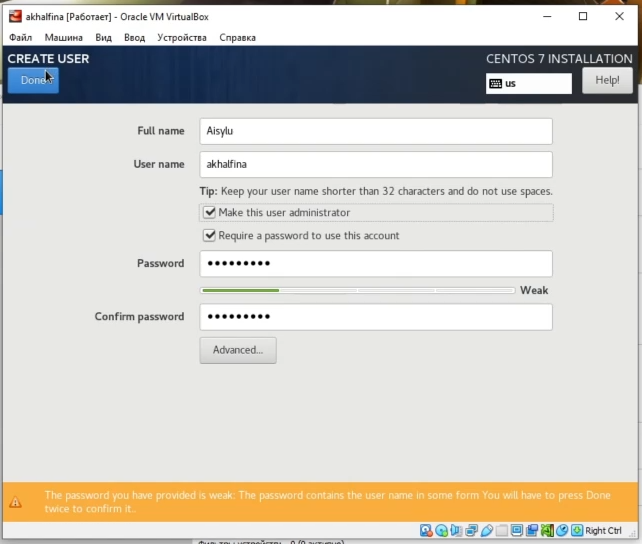 akhalfina [Работает] - Oracle VM VirtualBox
Файл Машина Вид Ввод Устройства Справка
CREATE USER CENTOS 7 INSTALLATION
Done us Help!
Full name Aisylu
User name akhalfina
Tip: Keep your user name shorter than 32 characters and do not use spaces.
Make this user administrator
Require a password to use this account
Password •••••••••
Weak
Confirm password •••••••••
Advanced...
The password you have provided is weak: The password contains the user name in some form You will have to press Done
twice to confirm it..
Right Ctrl